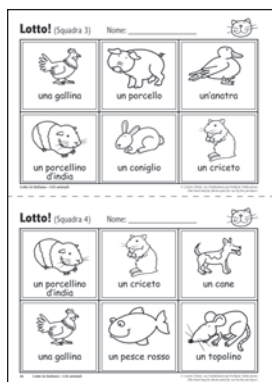 Lotto! (Squadra 3) Nome:
una gallina
un porcello
un'anatra
un porcellino
d'india
un coniglio
un criceto
Lotto! (Squadra 4) Nome:
un porcellino
d'india
un criceto
un cane
una gallina
un pesce rosso
un topolino